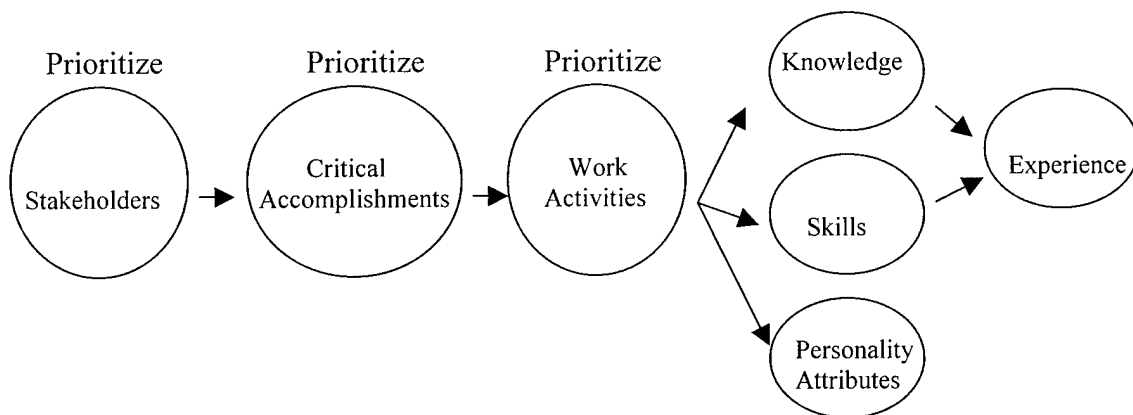 Prioritize
Prioritize
Prioritize
Stakeholders
Critical
Accomplishments
Work
Activities
Knowledge
Skills
Personality
Attributes
Experience